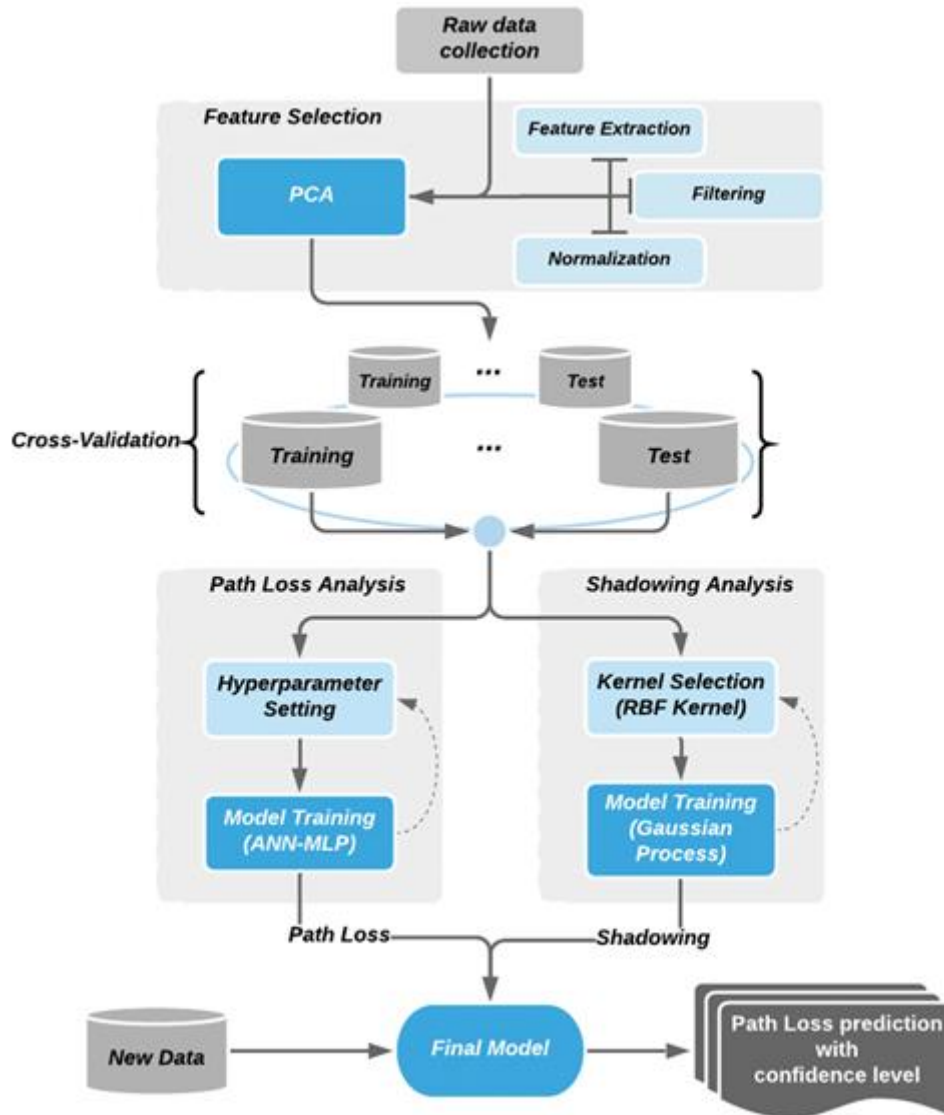 Raw data
collection
Feature Selection
Feature Extraction
PCA
Filtering
Normalization
Training
...
Test
Cross-Validation
Training
...
Test
Path Loss Analysis
Shadowing Analysis
Hyperparameter
Setting
Kernel Selection
(RBF Kernel)
Model Training
(ANN-MLP)
Model Training
(Gaussian
Process)
Path Loss
Shadowing
New Data
Final Model
Path Loss prediction
with
confidence level